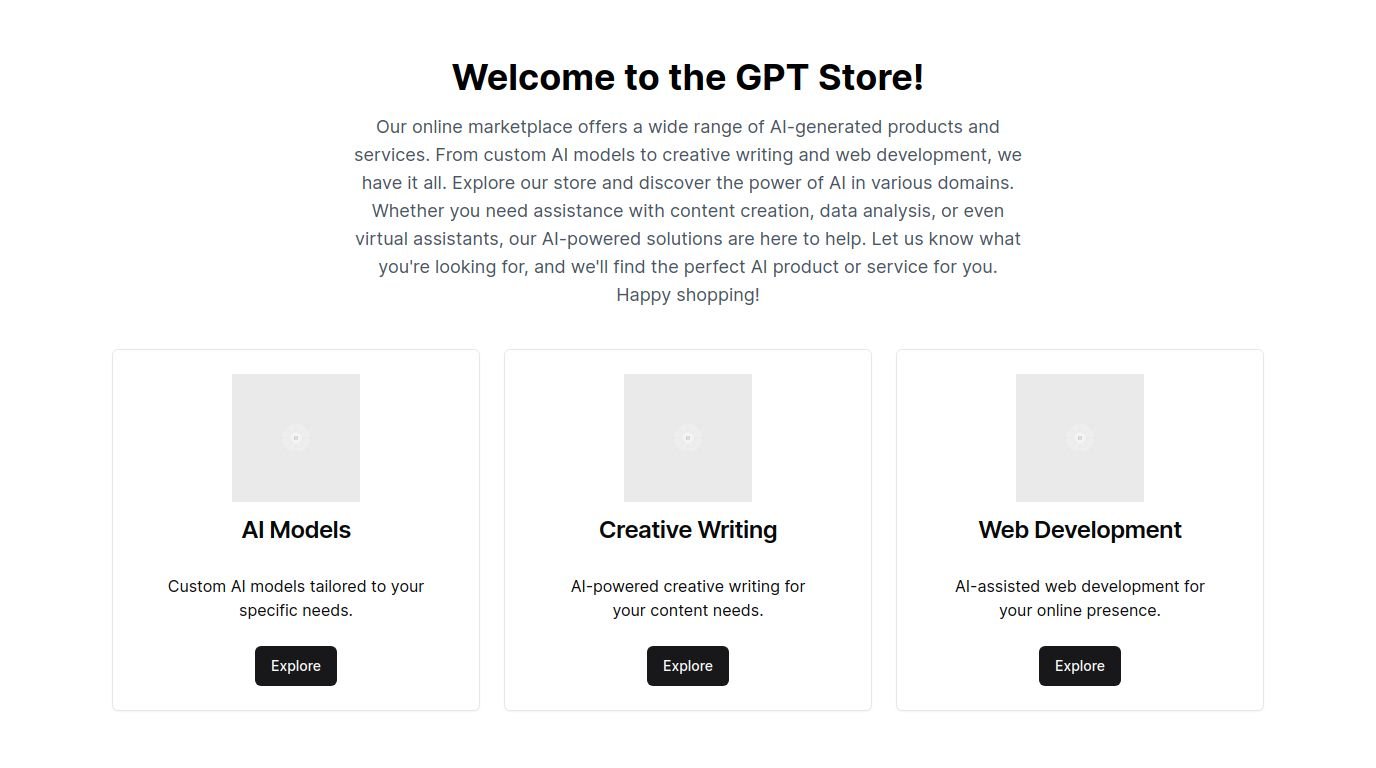 Welcome to the GPT Store!
Our online marketplace offers a wide range of AI-generated products and
services. From custom AI models to creative writing and web development, we
have it all. Explore our store and discover the power of AI in various domains.
Whether you need assistance with content creation, data analysis, or even
virtual assistants, our AI-powered solutions are here to help. Let us know what
you're looking for, and we'll find the perfect AI product or service for you.
Happy shopping!
AI Models
Custom AI models tailored to your
specific needs.
Explore
Creative Writing
AI-powered creative writing for
your content needs.
Explore
Web Development
AI-assisted web development for
your online presence.
Explore